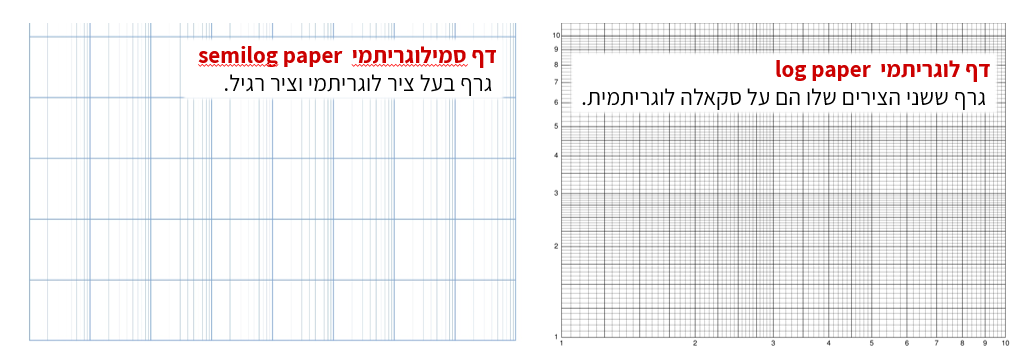 דף סמילוגריתמי semilog paper
גרף בעל ציר לוגריתמי וציר רגיל.
דף לוגריתמי log paper
גרף ששני הצירים שלו הם על סקאלה לוגריתמית.
10
9
8
7
6
5
4
3
2
1
1 2 3 4 5 6 7 8 9 10